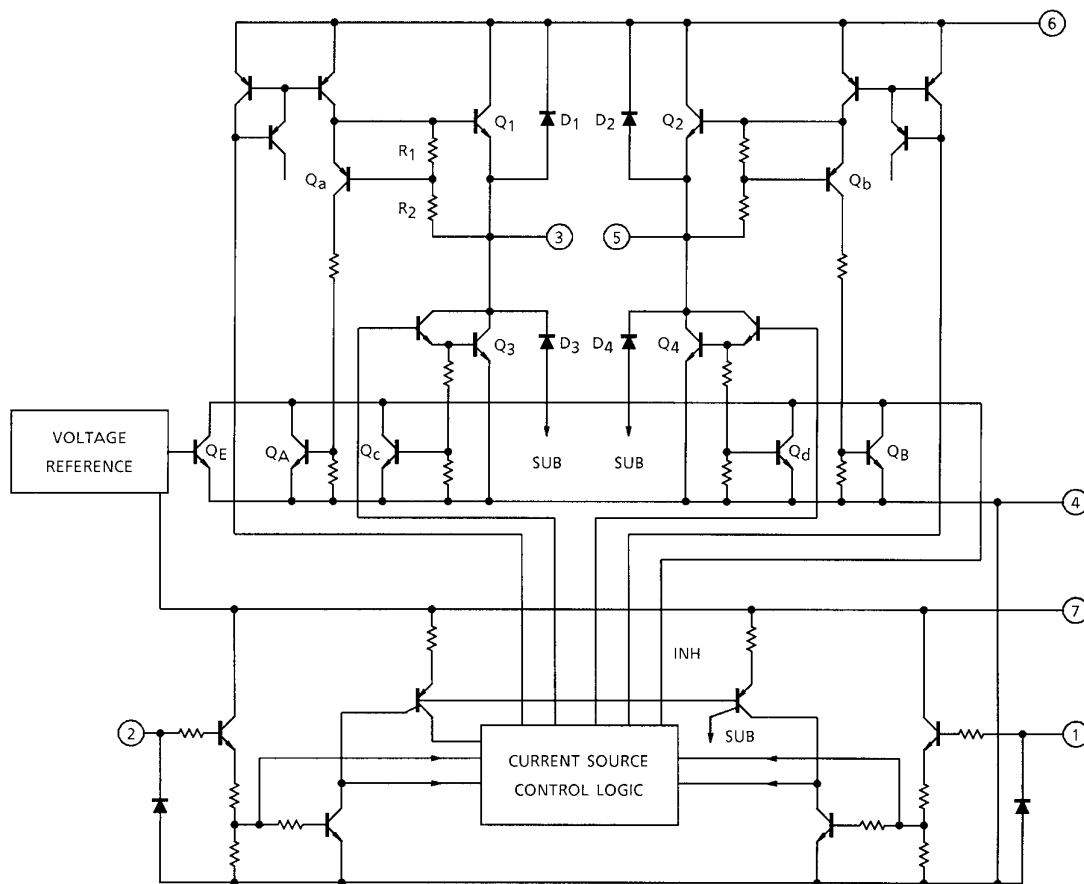 6
Q1
D1
D2
Q2
R1
Qa
Qb
R2
3
5
Q3
D3
D4
Q4
VOLTAGE
REFERENCE
QE
QA
Qc
SUB
SUB
Qd
QB
4
7
INH
2
SUB
1
CURRENT SOURCE
CONTROL LOGIC